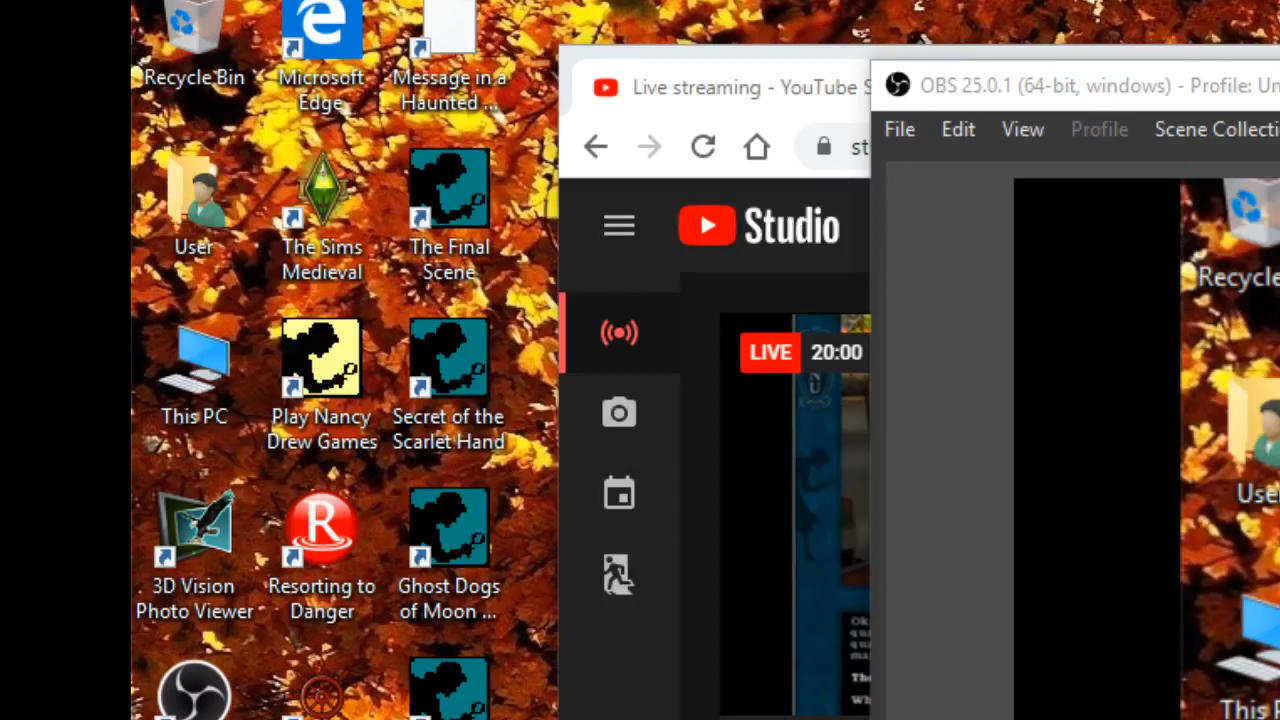 Recycle Bin
Microsoft
Edge
Message in a
Haunted ...
User
The Sims
Medieval
The Final
Scene
This PC
Play Nancy
Drew Games
Secret of the
Scarlet Hand
3D Vision
Photo Viewer
Resorting to
Danger
Ghost Dogs
of Moon ...
Live streaming - YouTube S
st
Studio
LIVE 20:00
OBS 25.0.1 (64-bit, windows) - Profile: Un
File Edit View Profile Scene Collecti
Recycle
Use
This P